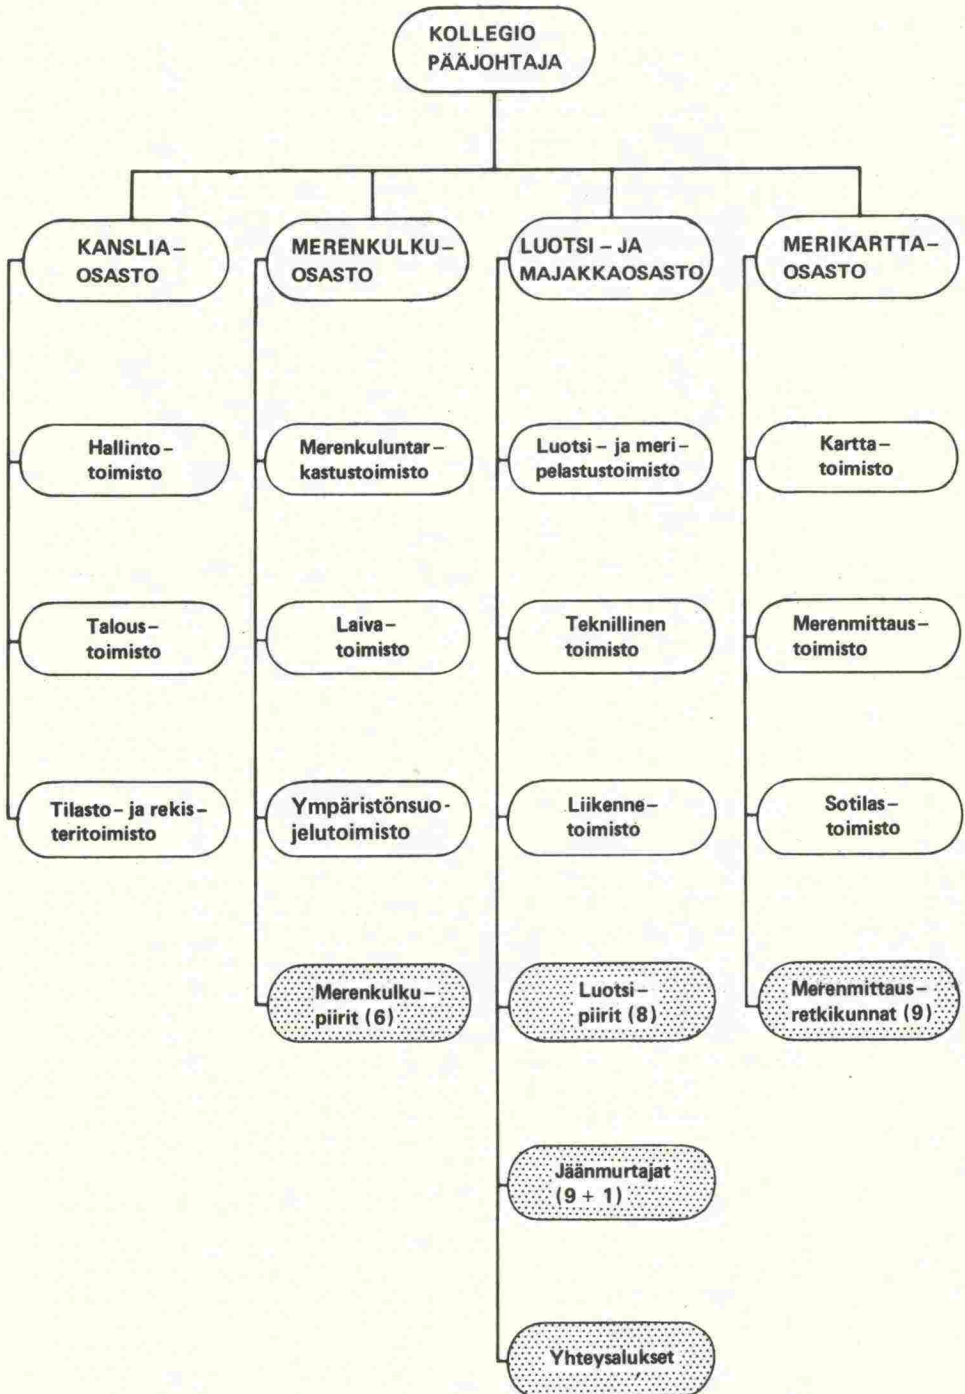 KOLLEGIO
PÄÄJOHTAJA
KANSLIA–
OSASTO
MERENKULKU–
OSASTO
LUOTSI – JA
MAJAKKAOSASTO
MERIKARTTA–
OSASTO
Hallinto–
toimisto
Merenkuluntar–
kastustoimisto
Luotsi – ja meri–
pelastustoimisto
Kartta–
toimisto
Talous–
toimisto
Laiva–
toimisto
Teknillinen
toimisto
Merenmittaus–
toimisto
Tilasto– ja rekis–
teritoimisto
Ympäristönsuo-
jelutoimisto
Liikenne–
toimisto
Sotilas–
toimisto
Merenkulku–
piirit (6)
Luotsi–
piirit (8)
Merenmittaus–
retkikunnat (9)
Jäänmurtajat
(9 + 1)
Yhteysalukset